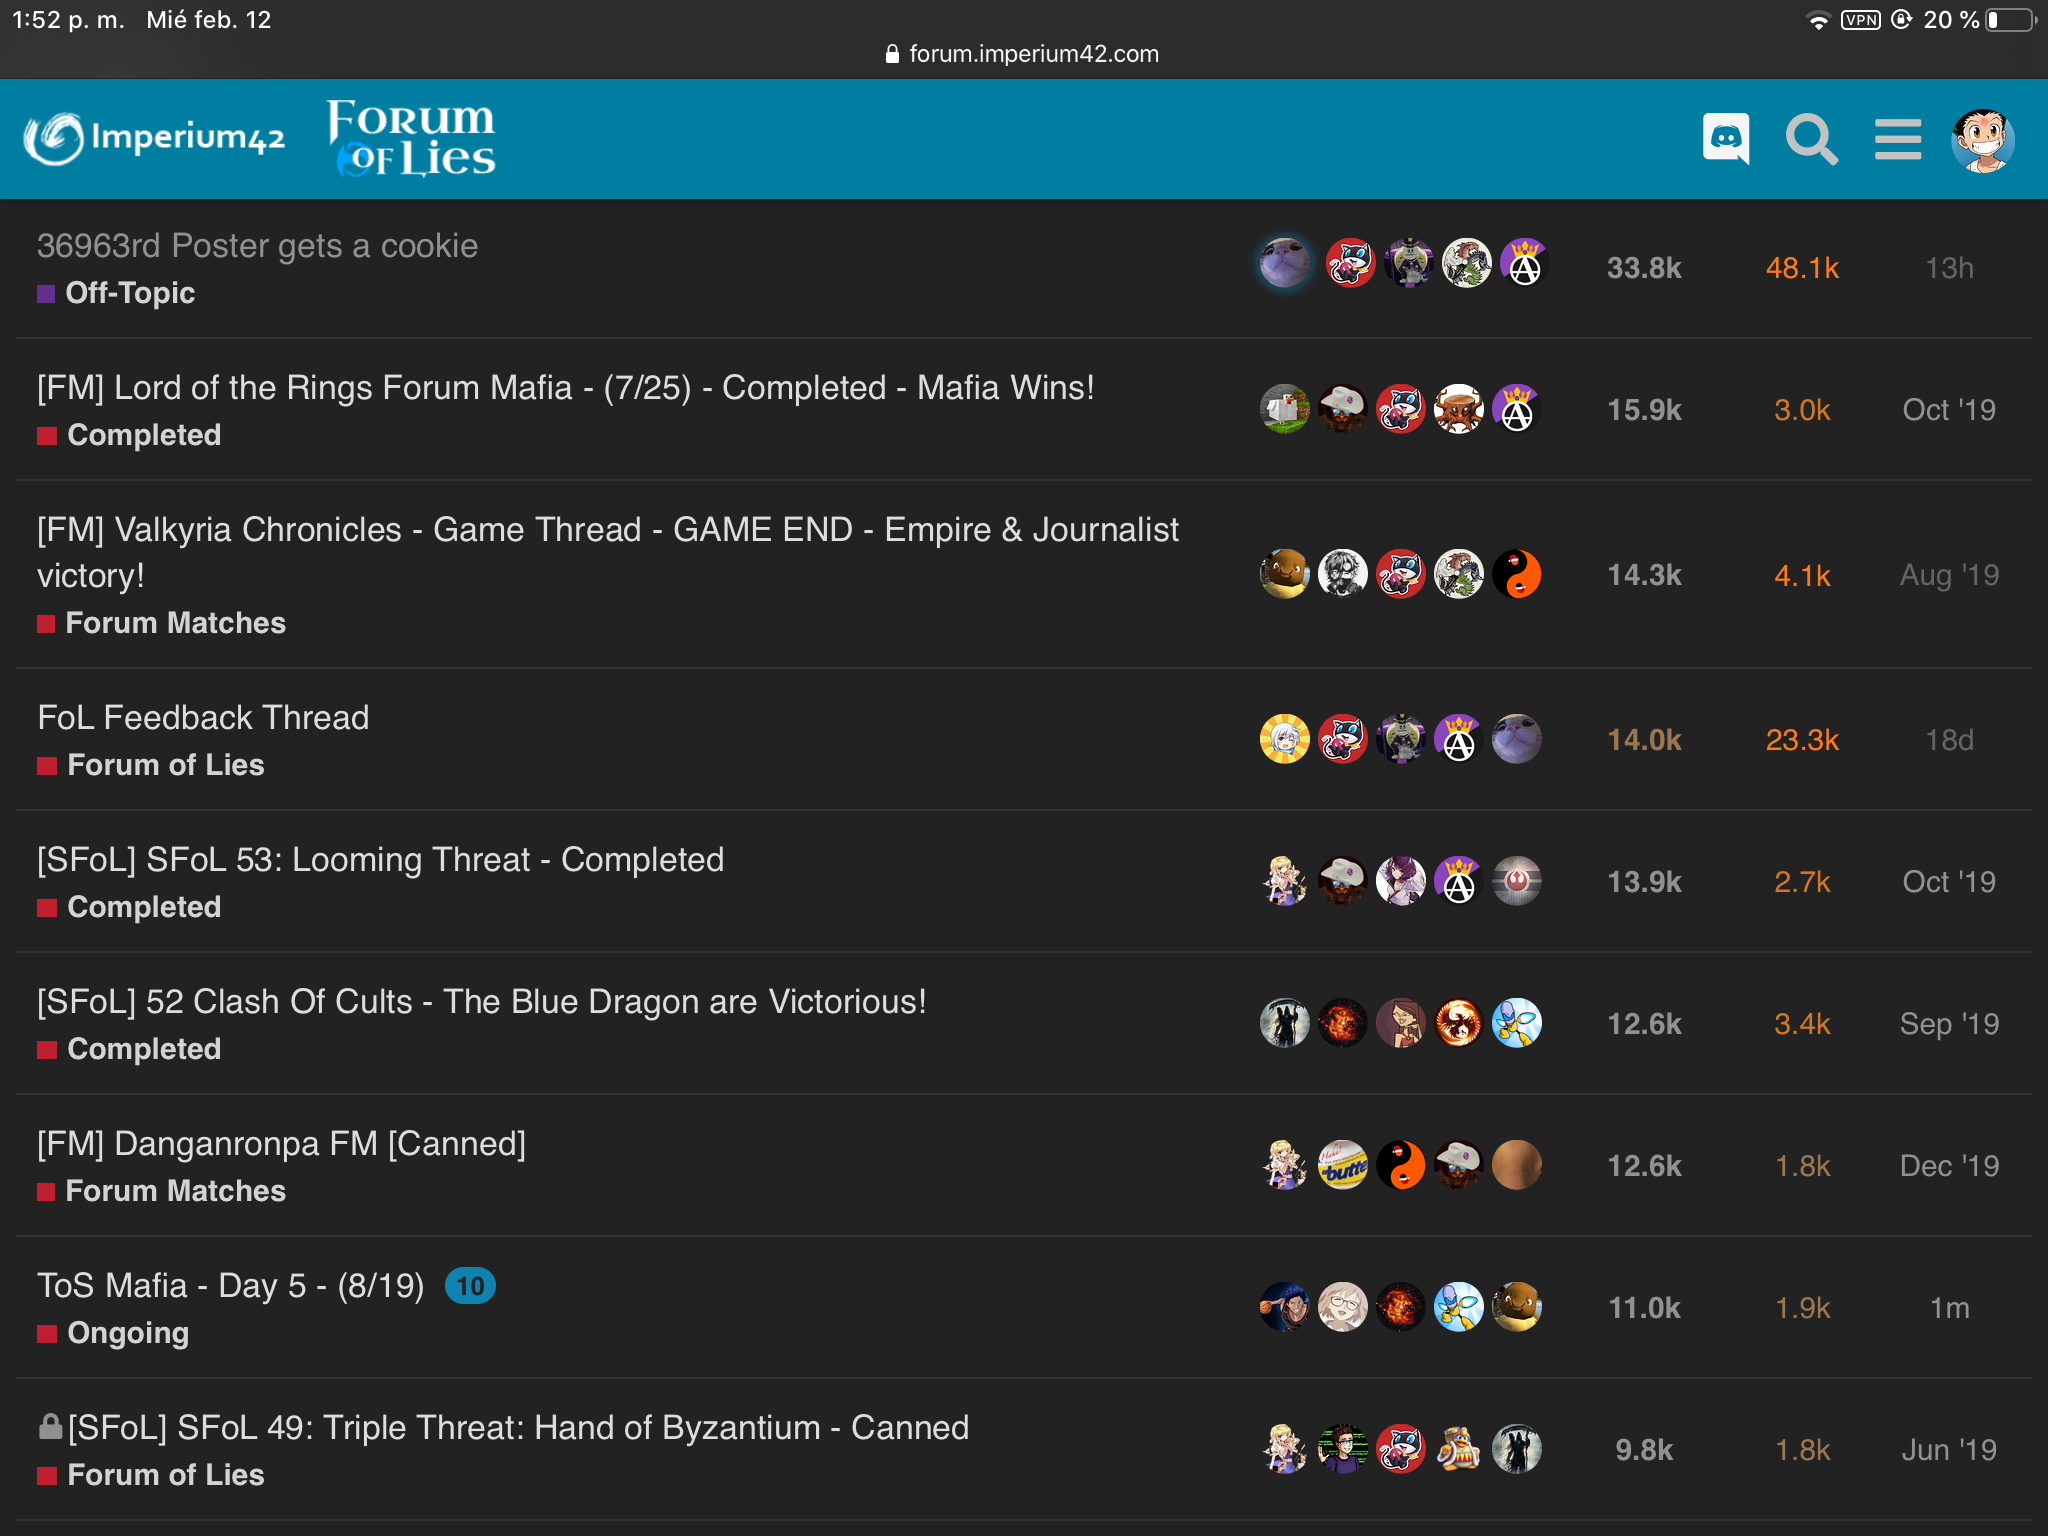 1:52 p. m. Mié feb. 12
VPN 20 %
forum.imperium42.com
Imperium42
FORUM
OF LIES
36963rd Poster gets a cookie
Off-Topic
33.8k 48.1k 13h
[FM] Lord of the Rings Forum Mafia - (7/25) - Completed - Mafia Wins!
Completed
15.9k 3.0k Oct '19
[FM] Valkyria Chronicles - Game Thread - GAME END - Empire & Journalist
victory!
Forum Matches
14.3k 4.1k Aug '19
FoL Feedback Thread
Forum of Lies
14.0k 23.3k 18d
[SFoL] SFoL 53: Looming Threat - Completed
Completed
13.9k 2.7k Oct '19
[SFoL] 52 Clash Of Cults - The Blue Dragon are Victorious!
Completed
12.6k 3.4k Sep '19
[FM] Danganronpa FM [Canned]
Forum Matches
butte
12.6k 1.8k Dec '19
ToS Mafia - Day 5 - (8/19) 10
Ongoing
11.0k 1.9k 1m
[SFoL] SFoL 49: Triple Threat: Hand of Byzantium - Canned
Forum of Lies
9.8k 1.8k Jun '19